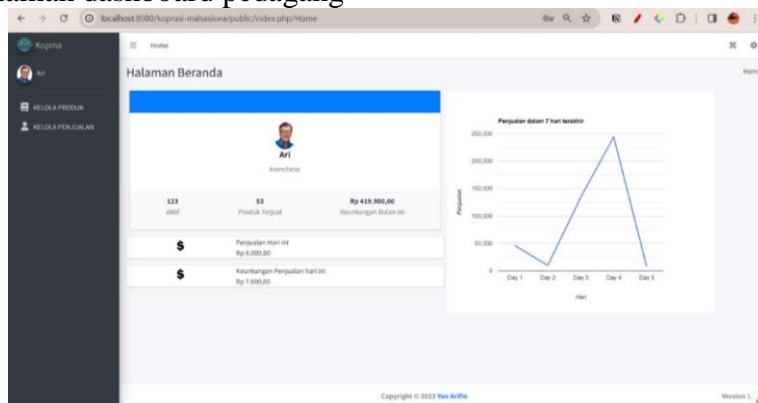 localhost:8080/koprasi-mahasiswa/public/index.php/Home
Kopma
Home
Ari
Halaman Beranda
Home
KELOLA PRODUK
KELOLA PENJUALAN
Ari
keenchese
123
aktif
53
Produk Terjual
Rp 419.900,00
Keuntungan Bulan ini
Penjualan Hari ini
Rp 8.000,00
Keuntungan Penjualan hari ini
Rp 7.600,00
Penjualan dalam 7 hari terakhir
250,000
200,000
150,000
100,000
50,000
0
Penjualan
Day 1 Day 2 Day 3 Day 4 Day 5
Hari
Copyright © 2022 Yan Arifin
Version 1.